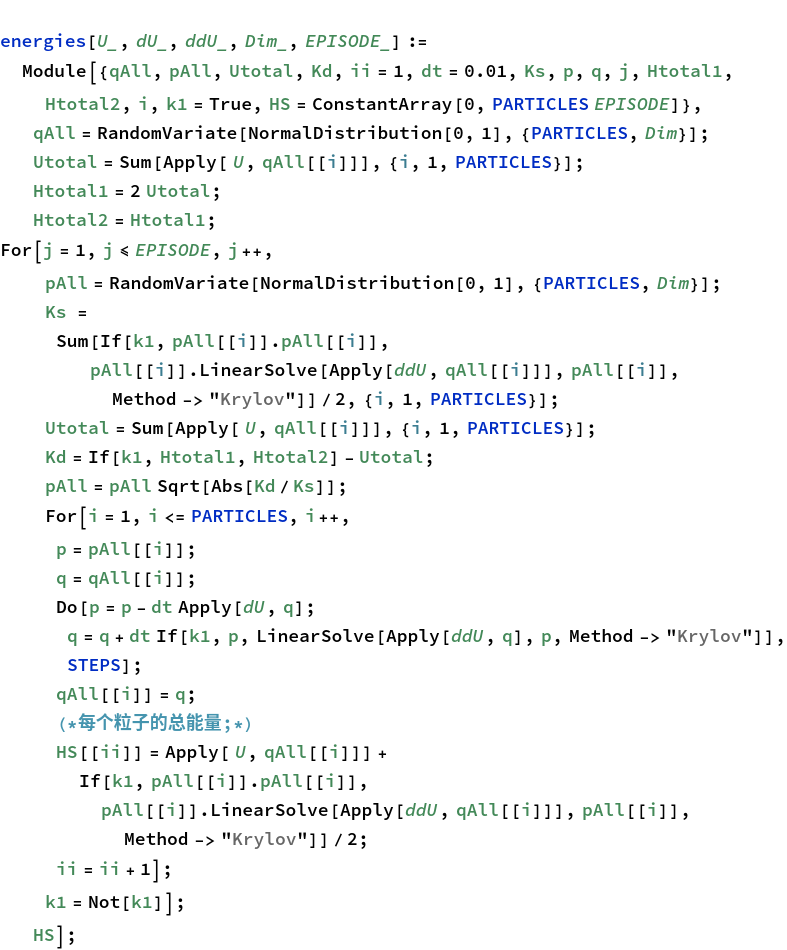 energies[U_, dU_, ddU_, Dim_, EPISODE_] :=
Module[{qAll, pAll, Utotal, Kd, ii = 1, dt = 0.01, Ks, p, q, j, Htotal1,
Htotal2, i, k1 = True, HS = ConstantArray[0, PARTICLES EPISODE]},
qAll = RandomVariate[NormalDistribution[0, 1], {PARTICLES, Dim}];
Utotal = Sum[Apply[U, qAll[[i]]], {i, 1, PARTICLES}];
Htotal1 = 2 Utotal;
Htotal2 = Htotal1;
For[j = 1, j ≤ EPISODE, j++,
pAll = RandomVariate[NormalDistribution[0, 1], {PARTICLES, Dim}];
Ks =
Sum[If[k1, pAll[[i]].pAll[[i]],
pAll[[i]].LinearSolve[Apply[ddU, qAll[[i]]], pAll[[i]],
Method -> "Krylov"]] / 2, {i, 1, PARTICLES}];
Utotal = Sum[Apply[U, qAll[[i]]], {i, 1, PARTICLES}];
Kd = If[k1, Htotal1, Htotal2] - Utotal;
pAll = pAll Sqrt[Abs[Kd / Ks]];
For[i = 1, i <= PARTICLES, i++,
p = pAll[[i]];
q = qAll[[i]];
Do[p = p - dt Apply[dU, q];
q = q + dt If[k1, p, LinearSolve[Apply[ddU, q], p, Method -> "Krylov"]],
STEPS];
qAll[[i]] = q;
(*每个粒子的总能量;*)
HS[[ii]] = Apply[U, qAll[[i]]] +
If[k1, pAll[[i]].pAll[[i]],
pAll[[i]].LinearSolve[Apply[ddU, qAll[[i]]], pAll[[i]],
Method -> "Krylov"]] / 2;
ii = ii + 1];
k1 = Not[k1]];
HS];